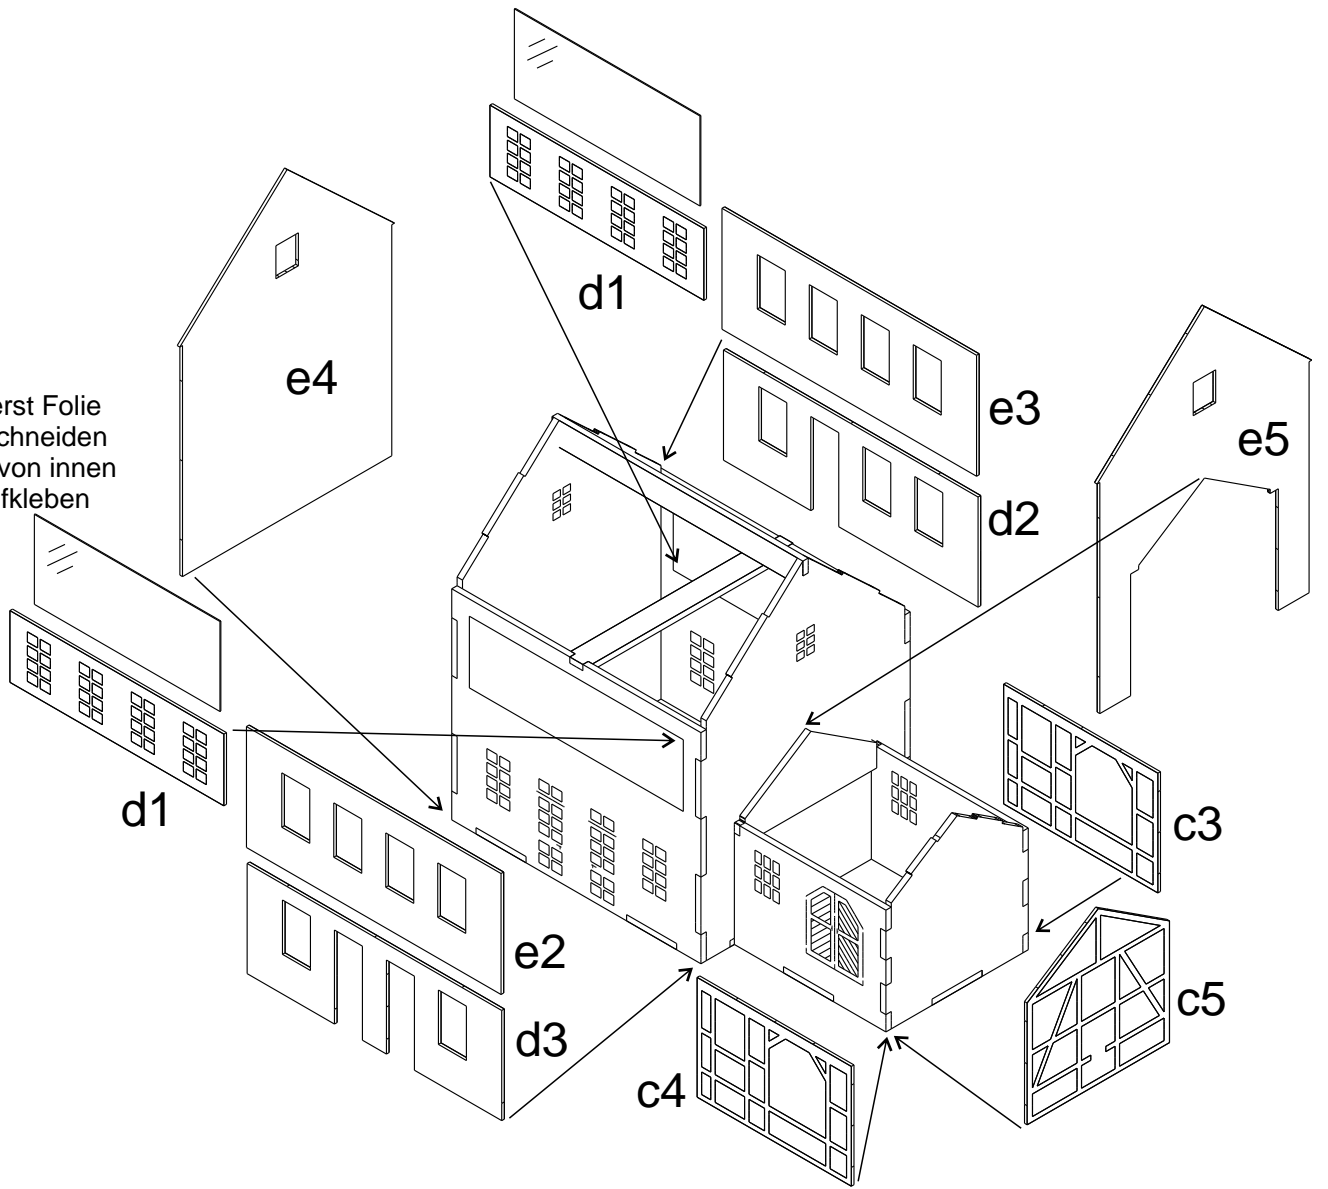 d1
e4
e3
e5
erst Folie
chneiden
von innen
fkleben
d2
d1
c3
e2
c5
d3
c4